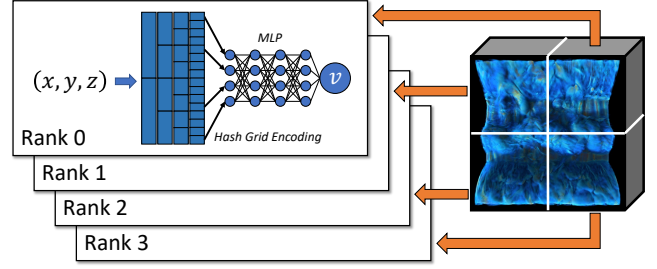 MLP
(x, y, z)
v
Hash Grid Encoding
Rank 0
Rank 1
Rank 2
Rank 3